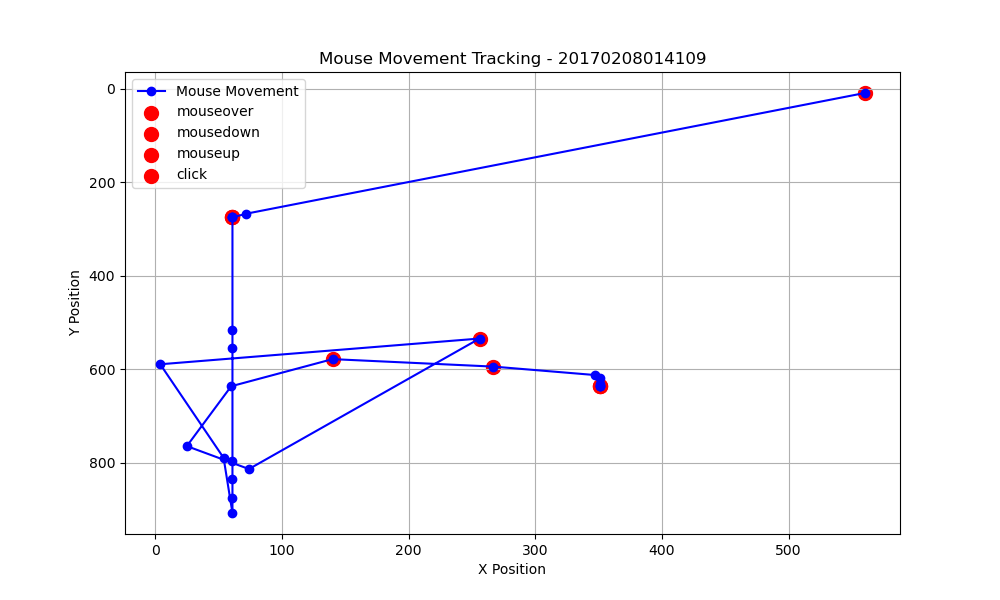 Mouse Movement Tracking - 20170208014109
Mouse Movement
mouseover
mousedown
mouseup
click
0
200
400
600
800
Y Position
0 100 200 300 400 500
X Position